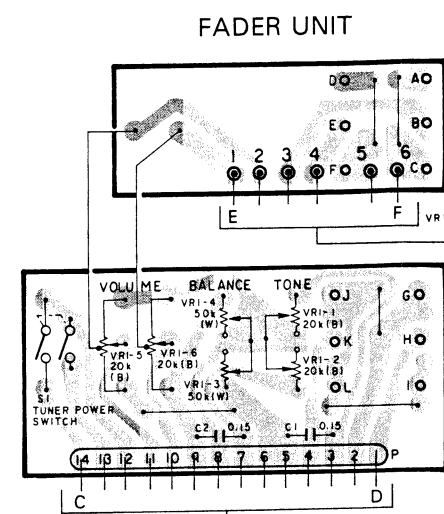 FADER UNIT
D A
E B
1 2 3 4 F 5 6 C
E F VR
VOLUME BALANCE TONE J G
VR1-4 50k (W) VR1-1 20k(B)
K H
VR1-5 20k (B) VR1-6 20k(B) VR1-2 20k(B)
VR1-3 50k(W) L I
S1
TUNER POWER
SWITCH
C2 0.15 C1 0.15
14 13 12 11 10 9 8 7 6 5 4 3 2 1 P
C D